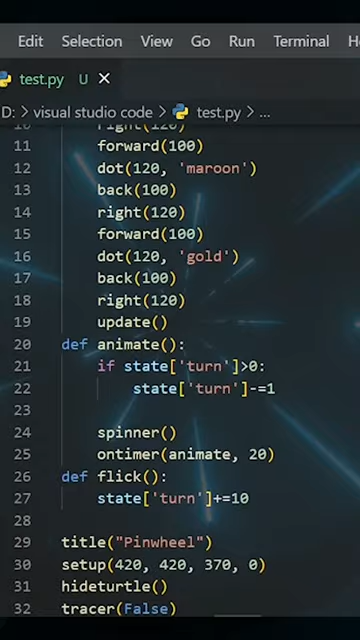 Edit Selection View Go Run Terminal
test.py U ×
D: > visual studio code > test.py > ...
10 right(120)
11 forward(100)
12 dot(120, 'maroon')
13 back(100)
14 right(120)
15 forward(100)
16 dot(120, 'gold')
17 back(100)
18 right(120)
19 update()
20 def animate():
21 if state['turn']>0:
22 state['turn']-=1
23
24 spinner()
25 ontimer(animate, 20)
26 def flick():
27 state['turn']+=10
28
29 title("Pinwheel")
30 setup(420, 420, 370, 0)
31 hideturtle()
32 tracer(False)